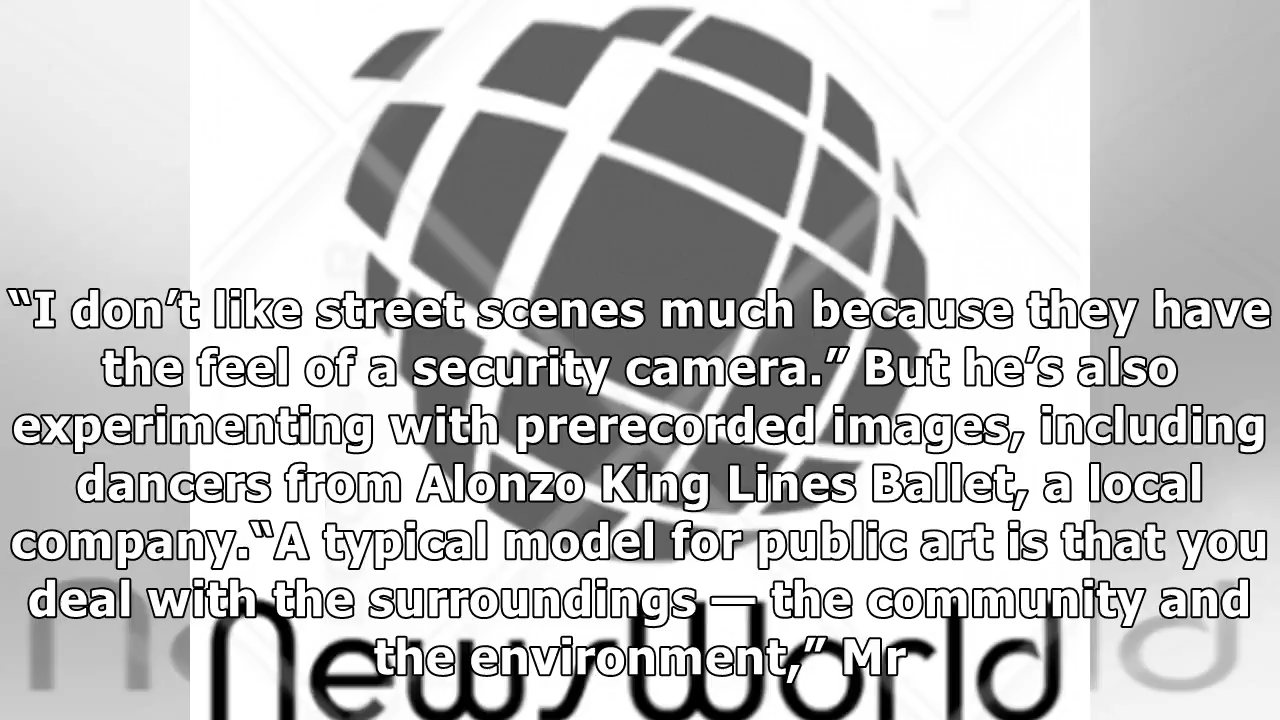 “I don’t like street scenes much because they have
the feel of a security camera.” But he’s also
experimenting with prerecorded images, including
dancers from Alonzo King Lines Ballet, a local
company.“A typical model for public art is that you
deal with the surroundings — the community and
the environment,” Mr
NewsWorld